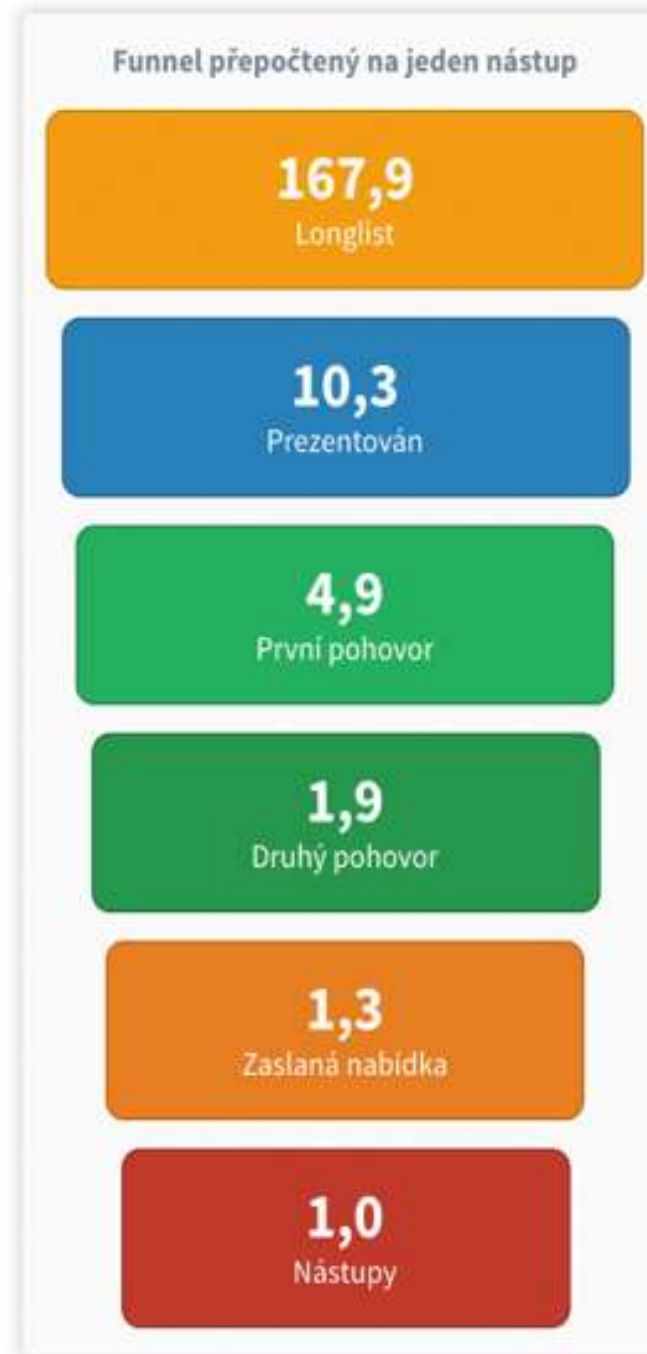 Funnel přepočtený na jeden nástup
167,9
Longlist
10,3
Prezentován
4,9
První pohovor
1,9
Druhý pohovor
1,3
Zaslaná nabídka
1,0
Nástupy